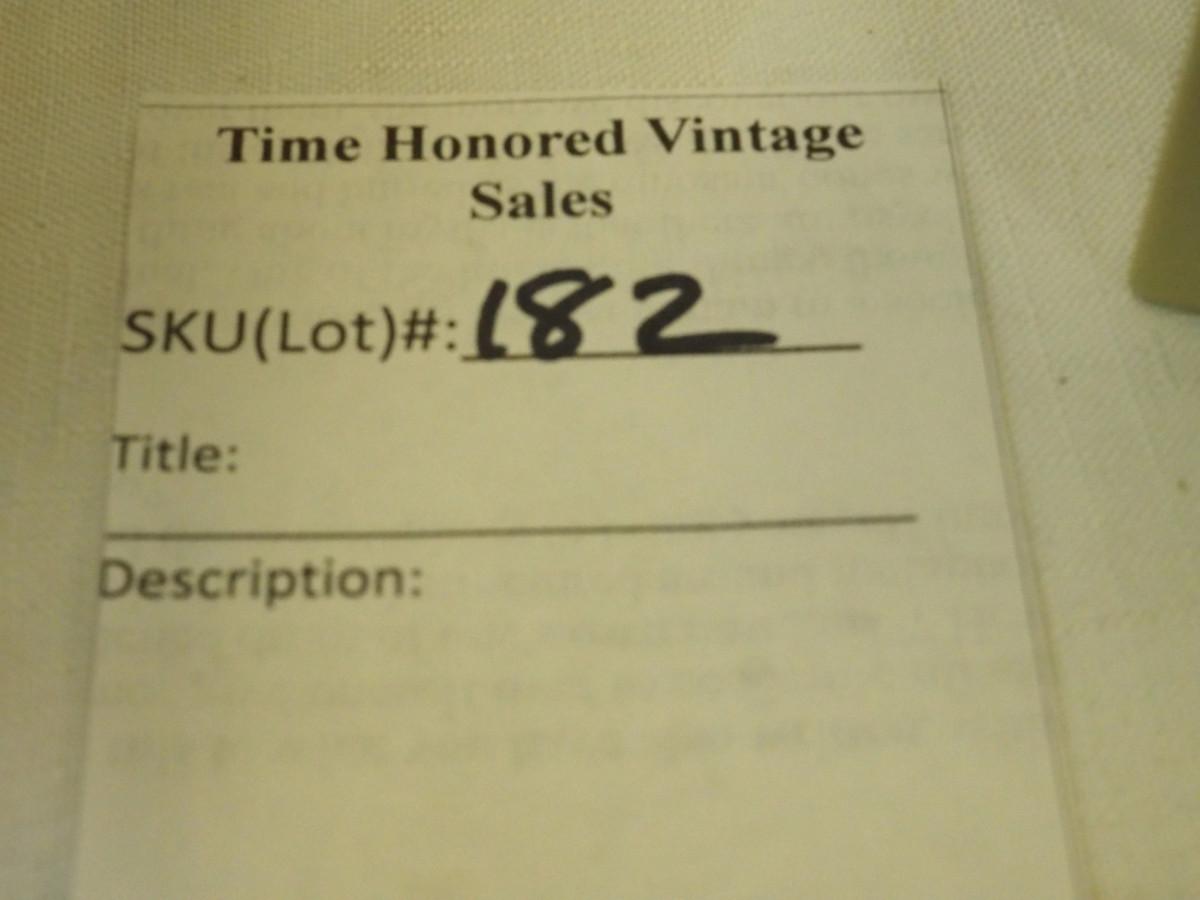 Time Honored Vintage
Sales
SKU(Lot)#: 182
Title:
Description: